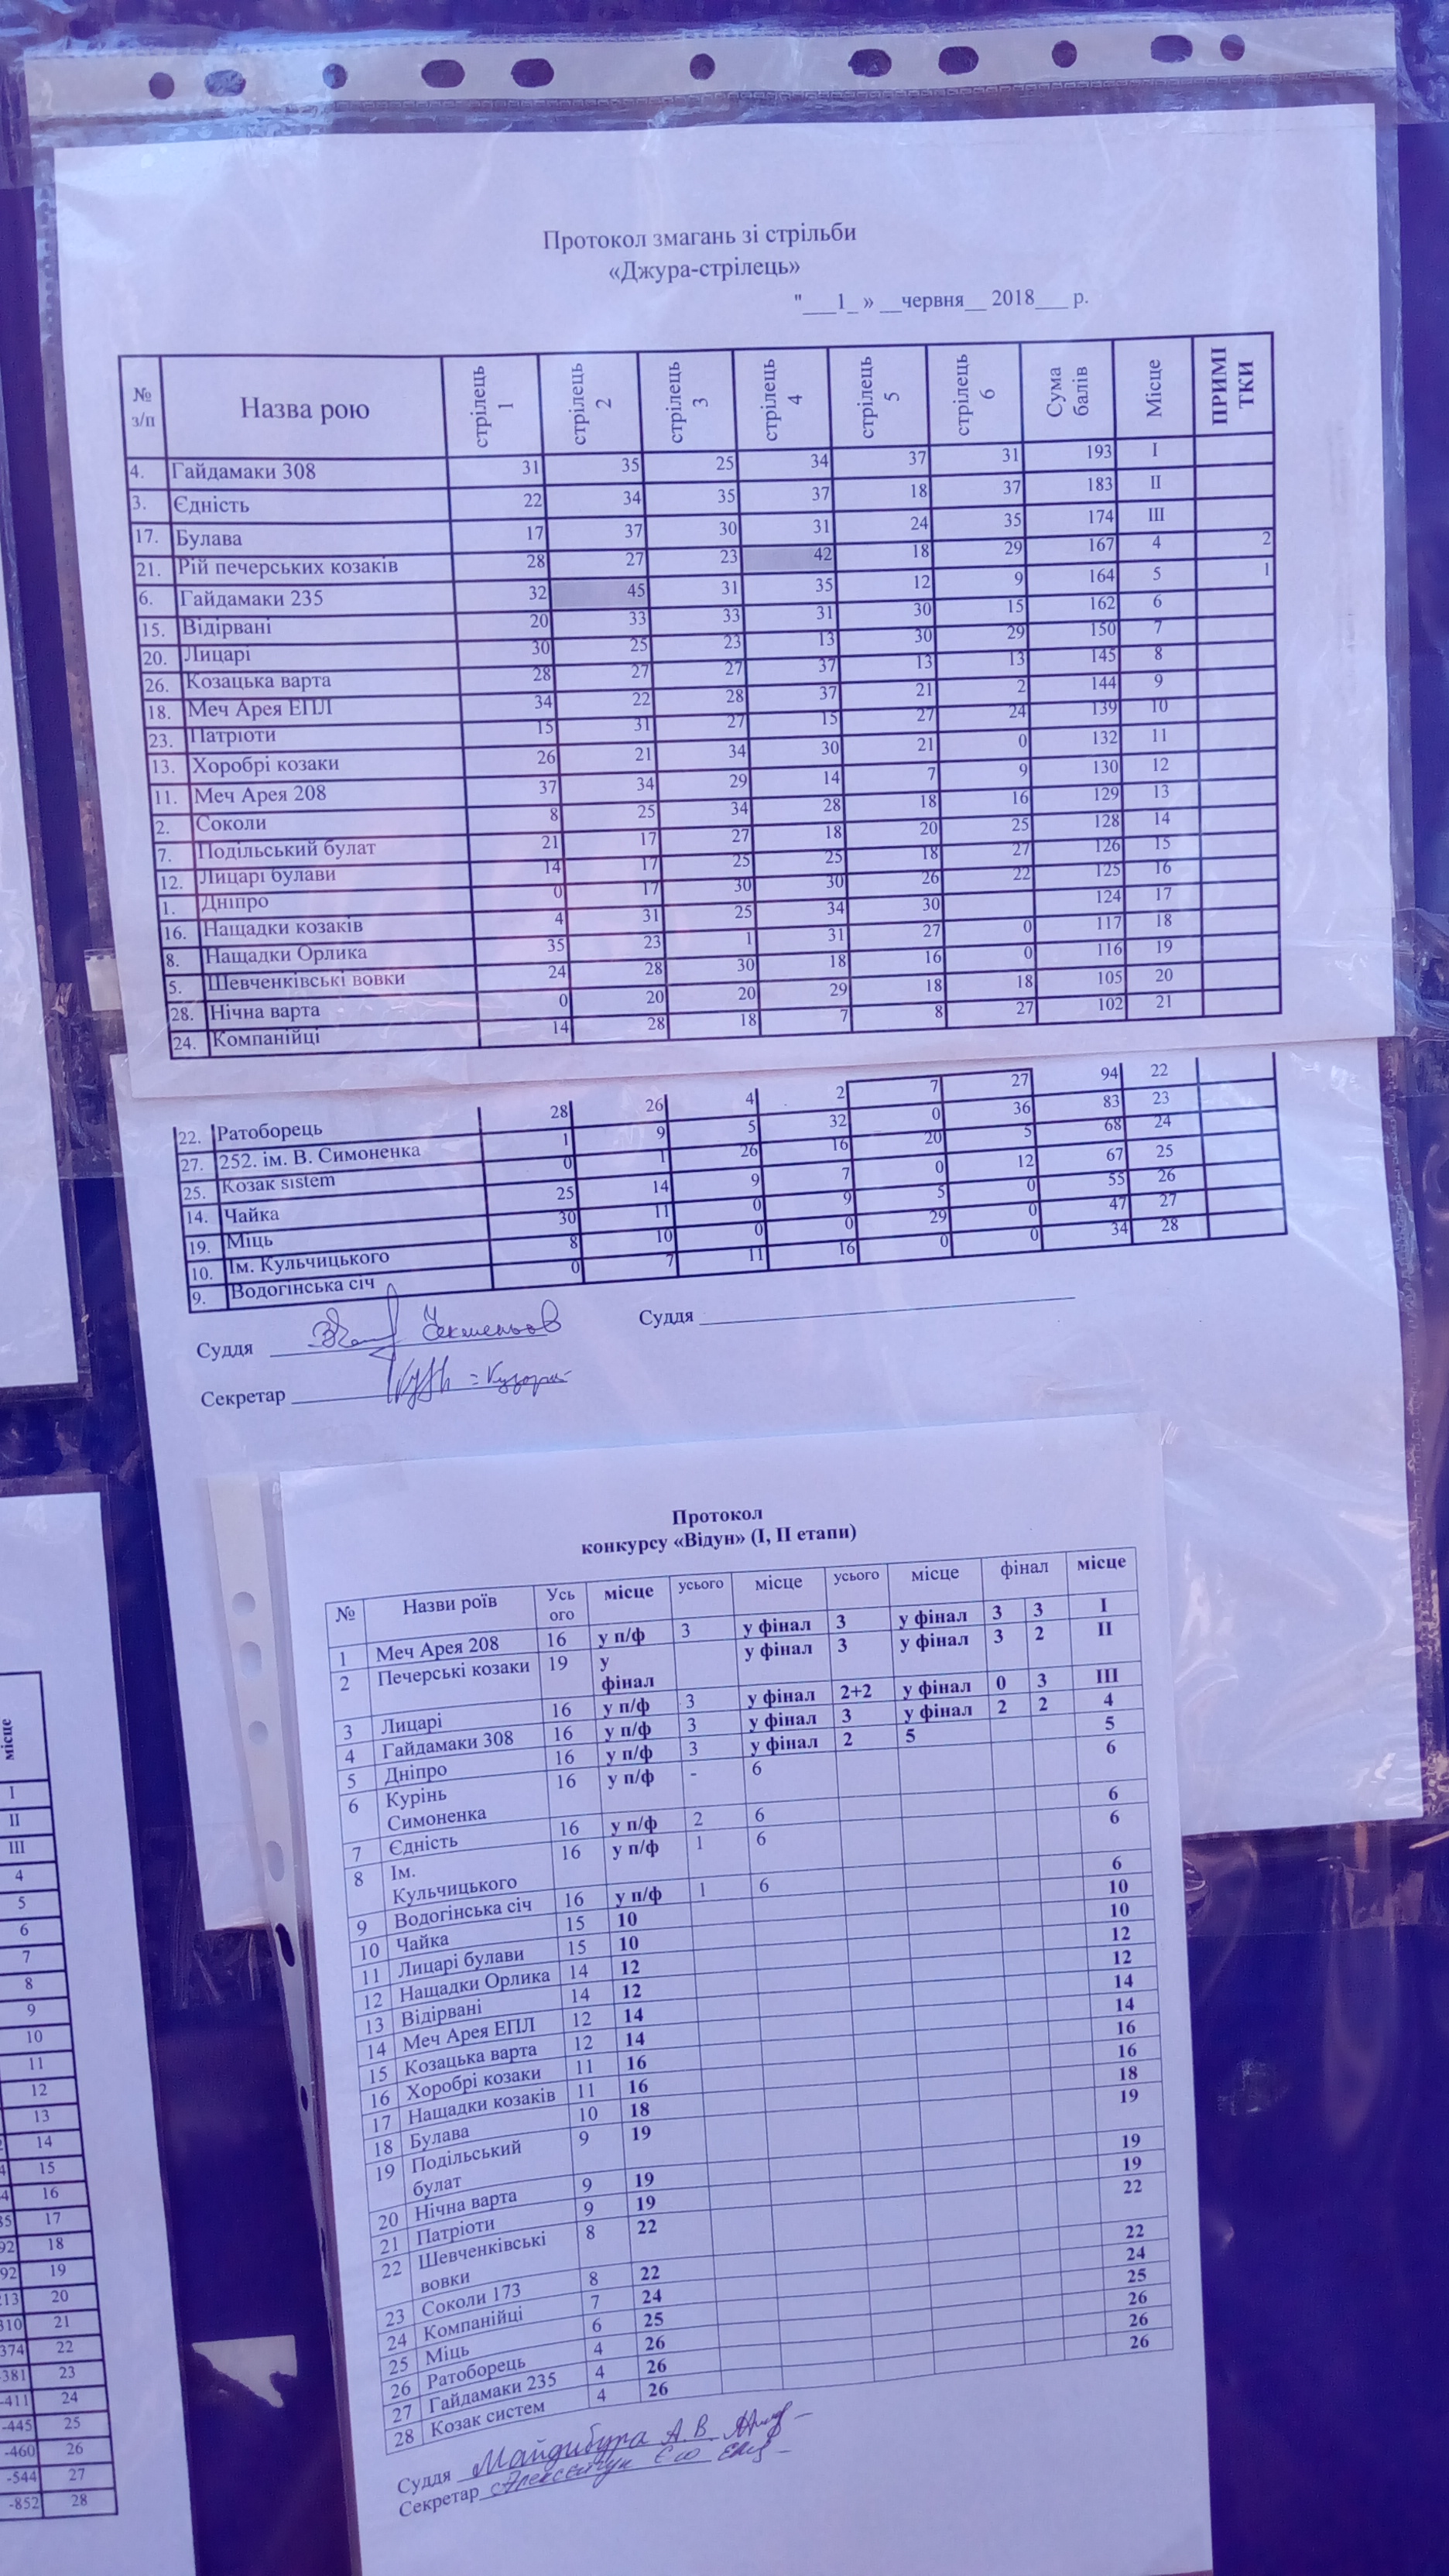 Протокол змагань зі стрільби
«Джура-стрілець»
"___1_ » __червня__ 2018___ р.
№ з/п Назва рою стрілець 1 стрілець 2 стрілець 3 стрілець 4 стрілець 5 стрілець 6 Сума балів Місце ПРИМІ ТКИ
4. Гайдамаки 308 31 35 25 34 37 31 193 I
3. Єдність 22 34 35 37 18 37 183 II
17. Булава 17 37 30 31 24 35 174 III
21. Рій печерських козаків 28 27 23 42 18 29 167 4 2
6. Гайдамаки 235 32 45 31 35 12 9 164 5 1
15. Відірвані 20 33 33 31 30 15 162 6
20. Лицарі 30 25 23 13 30 29 150 7
26. Козацька варта 28 27 27 37 13 13 145 8
18. Меч Арея ЕПЛ 34 22 28 37 21 2 144 9
23. Патріоти 15 31 27 15 27 24 139 10
13. Хоробрі козаки 26 21 34 30 21 0 132 11
11. Меч Арея 208 37 34 29 14 7 9 130 12
2. Соколи 8 25 34 28 18 16 129 13
7. Подільський булат 21 17 27 18 20 25 128 14
12. Лицарі булави 14 17 25 25 18 27 126 15
1. Дніпро 0 17 30 30 26 22 125 16
16. Нащадки козаків 4 31 25 34 30 124 17
8. Нащадки Орлика 35 23 1 31 27 0 117 18
5. Шевченківські вовки 24 28 30 18 16 0 116 19
28. Нічна варта 0 20 20 29 18 18 105 20
24. Компанійці 14 28 18 7 8 27 102 21
22. Ратоборець 28 26 4 2 7 27 94 22
27. 252. ім. В. Симоненка 1 9 5 32 0 36 83 23
25. Козак sistem 0 1 26 16 20 5 68 24
14. Чайка 25 14 9 7 0 12 67 25
19. Міць 30 11 0 9 5 0 55 26
10. Ім. Кульчицького 8 10 0 0 29 0 47 27
9. Водогінська січ 0 7 11 16 0 0 34 28
Суддя Суддя
Секретар
Протокол
конкурсу «Відун» (І, ІІ етапи)
№ Назви роїв Усь ого місце усього місце усього місце фінал місце
1 Меч Арея 208 16 у п/ф 3 у фінал 3 у фінал 3 3 I
2 Печерські козаки 19 у фінал у фінал 3 у фінал 3 2 II
3 Лицарі 16 у п/ф 3 у фінал 2+2 у фінал 0 3 III
4 Гайдамаки 308 16 у п/ф 3 у фінал 3 у фінал 2 2 4
5 Дніпро 16 у п/ф 3 у фінал 2 5 5
6 Курінь Симоненка 16 у п/ф - 6 6
7 Єдність 16 у п/ф 2 6 6
8 Ім. Кульчицького 16 у п/ф 1 6 6
9 Водогінська січ 16 у п/ф 1 6 6
10 Чайка 15 10 10
11 Лицарі булави 15 10 10
12 Нащадки Орлика 14 12 12
13 Відірвані 14 12 12
14 Меч Арея ЕПЛ 12 14 14
15 Козацька варта 12 14 14
16 Хоробрі козаки 11 16 16
17 Нащадки козаків 11 16 16
18 Булава 10 18 18
19 Подільський булат 9 19 19
20 Нічна варта 9 19 19
21 Патріоти 9 19 19
22 Шевченківські вовки 8 22 22
23 Соколи 173 8 22 22
24 Компанійці 7 24 24
25 Міць 6 25 25
26 Ратоборець 4 26 26
27 Гайдамаки 235 4 26 26
28 Козак систем 4 26 26
Суддя Майдибура А.В.
Секретар
місце
I
II
III
4
5
6
7
8
9
10
11
12
13
14
15
16
17
18
19
20
21
22
23
-411 24
-445 25
-460 26
-544 27
-852 28